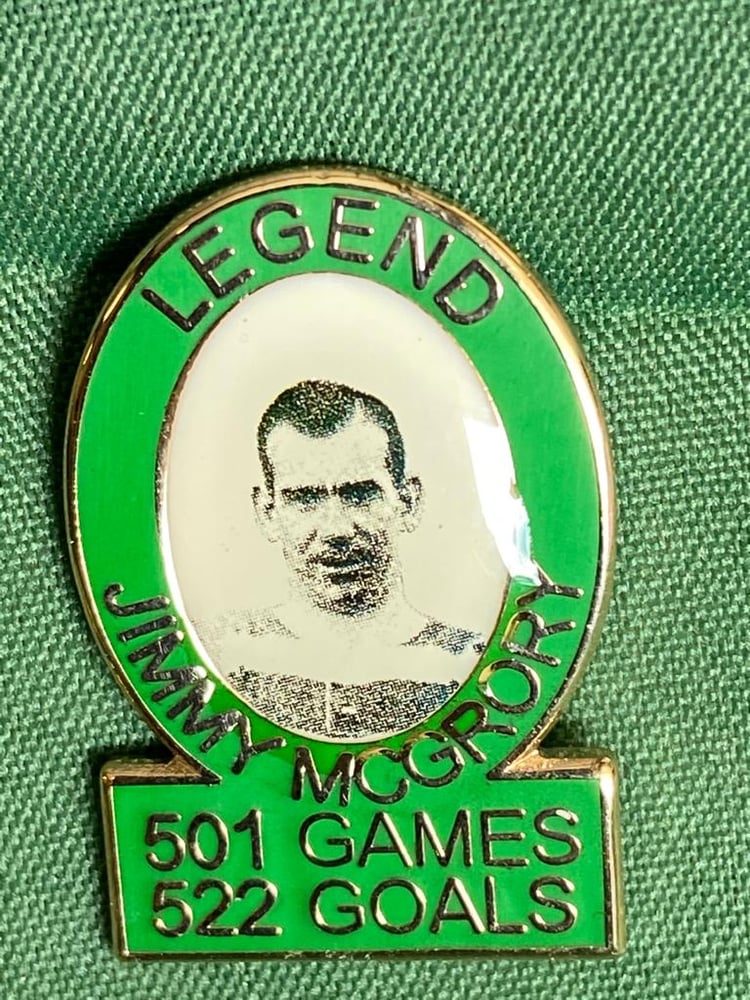 LEGEND
JIMMY MCGRORY
501 GAMES
522 GOALS